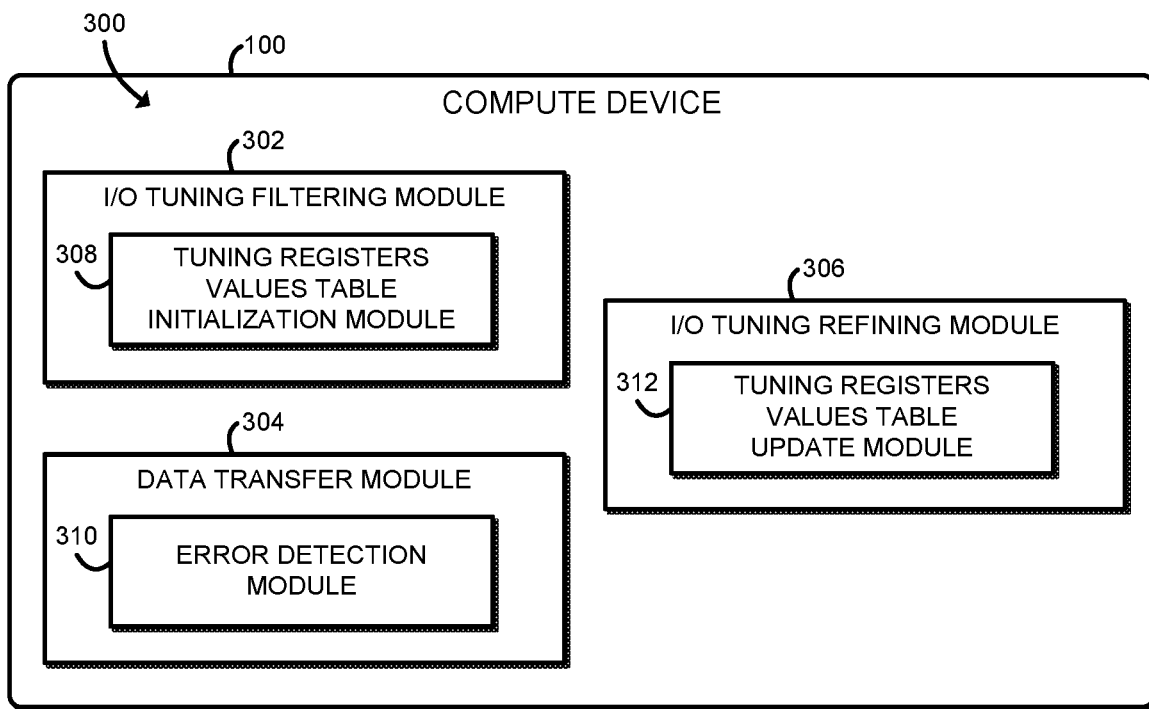 300
100
COMPUTE DEVICE
302
I/O TUNING FILTERING MODULE
308
TUNING REGISTERS
VALUES TABLE
INITIALIZATION MODULE
304
DATA TRANSFER MODULE
310
ERROR DETECTION
MODULE
306
I/O TUNING REFINING MODULE
312
TUNING REGISTERS
VALUES TABLE
UPDATE MODULE